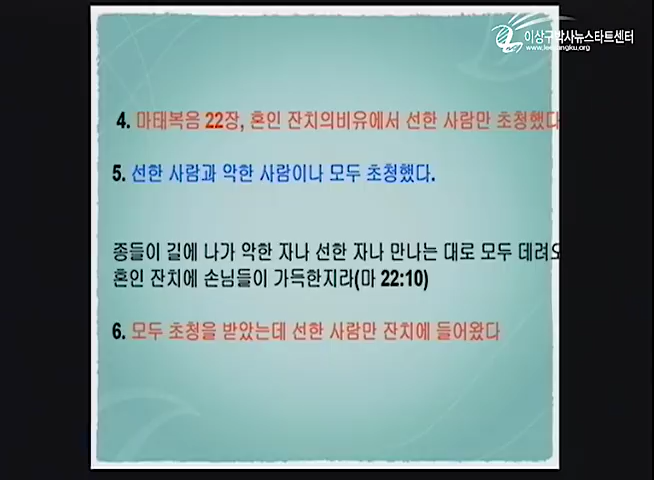 이상구박사뉴스타트센터
www.leesangku.org
4. 마태복음 22장, 혼인 잔치의비유에서 선한 사람만 초청했다
5. 선한 사람과 악한 사람이나 모두 초청했다.
종들이 길에 나가 악한 자나 선한 자나 만나는 대로 모두 데려오
혼인 잔치에 손님들이 가득한지라(마 22:10)
6. 모두 초청을 받았는데 선한 사람만 잔치에 들어왔다